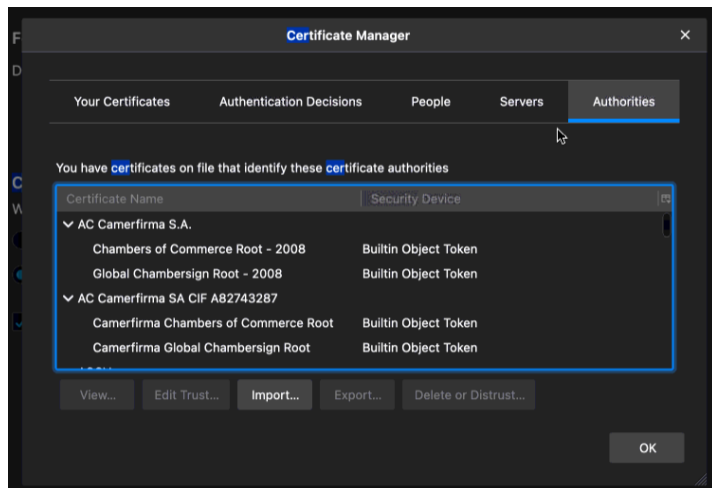 Certificate Manager
Your Certificates Authentication Decisions People Servers Authorities
You have certificates on file that identify these certificate authorities
Certificate Name Security Device
AC Camerfirma S.A.
Chambers of Commerce Root - 2008 Builtin Object Token
Global Chambersign Root - 2008 Builtin Object Token
AC Camerfirma SA CIF A82743287
Camerfirma Chambers of Commerce Root Builtin Object Token
Camerfirma Global Chambersign Root Builtin Object Token
View... Edit Trust... Import... Export... Delete or Distrust...
OK